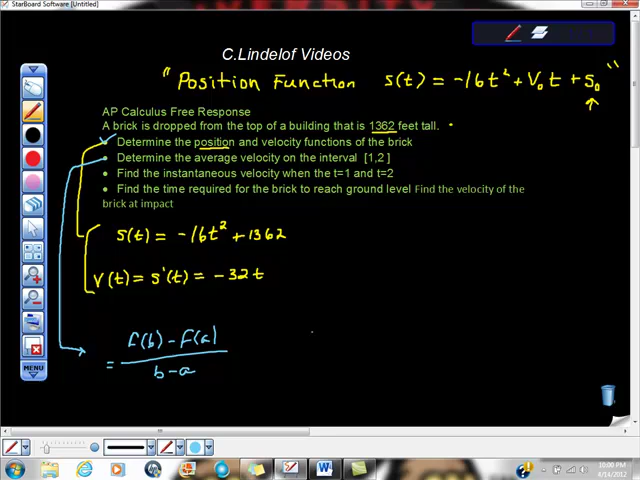 StarBoard Software [Untitled]
C.Lindelof Videos
"Position Function s(t) = -16t² + V₀t + S₀"
AP Calculus Free Response
A brick is dropped from the top of a building that is 1362 feet tall.
• Determine the position and velocity functions of the brick
• Determine the average velocity on the interval [1,2 ]
• Find the instantaneous velocity when the t=1 and t=2
• Find the time required for the brick to reach ground level Find the velocity of the
brick at impact
s(t) = -16t² + 1362
V(t) = s'(t) = -32t
= f(b) - f(a) / b - a
MENU
10:00 PM
4/14/2012